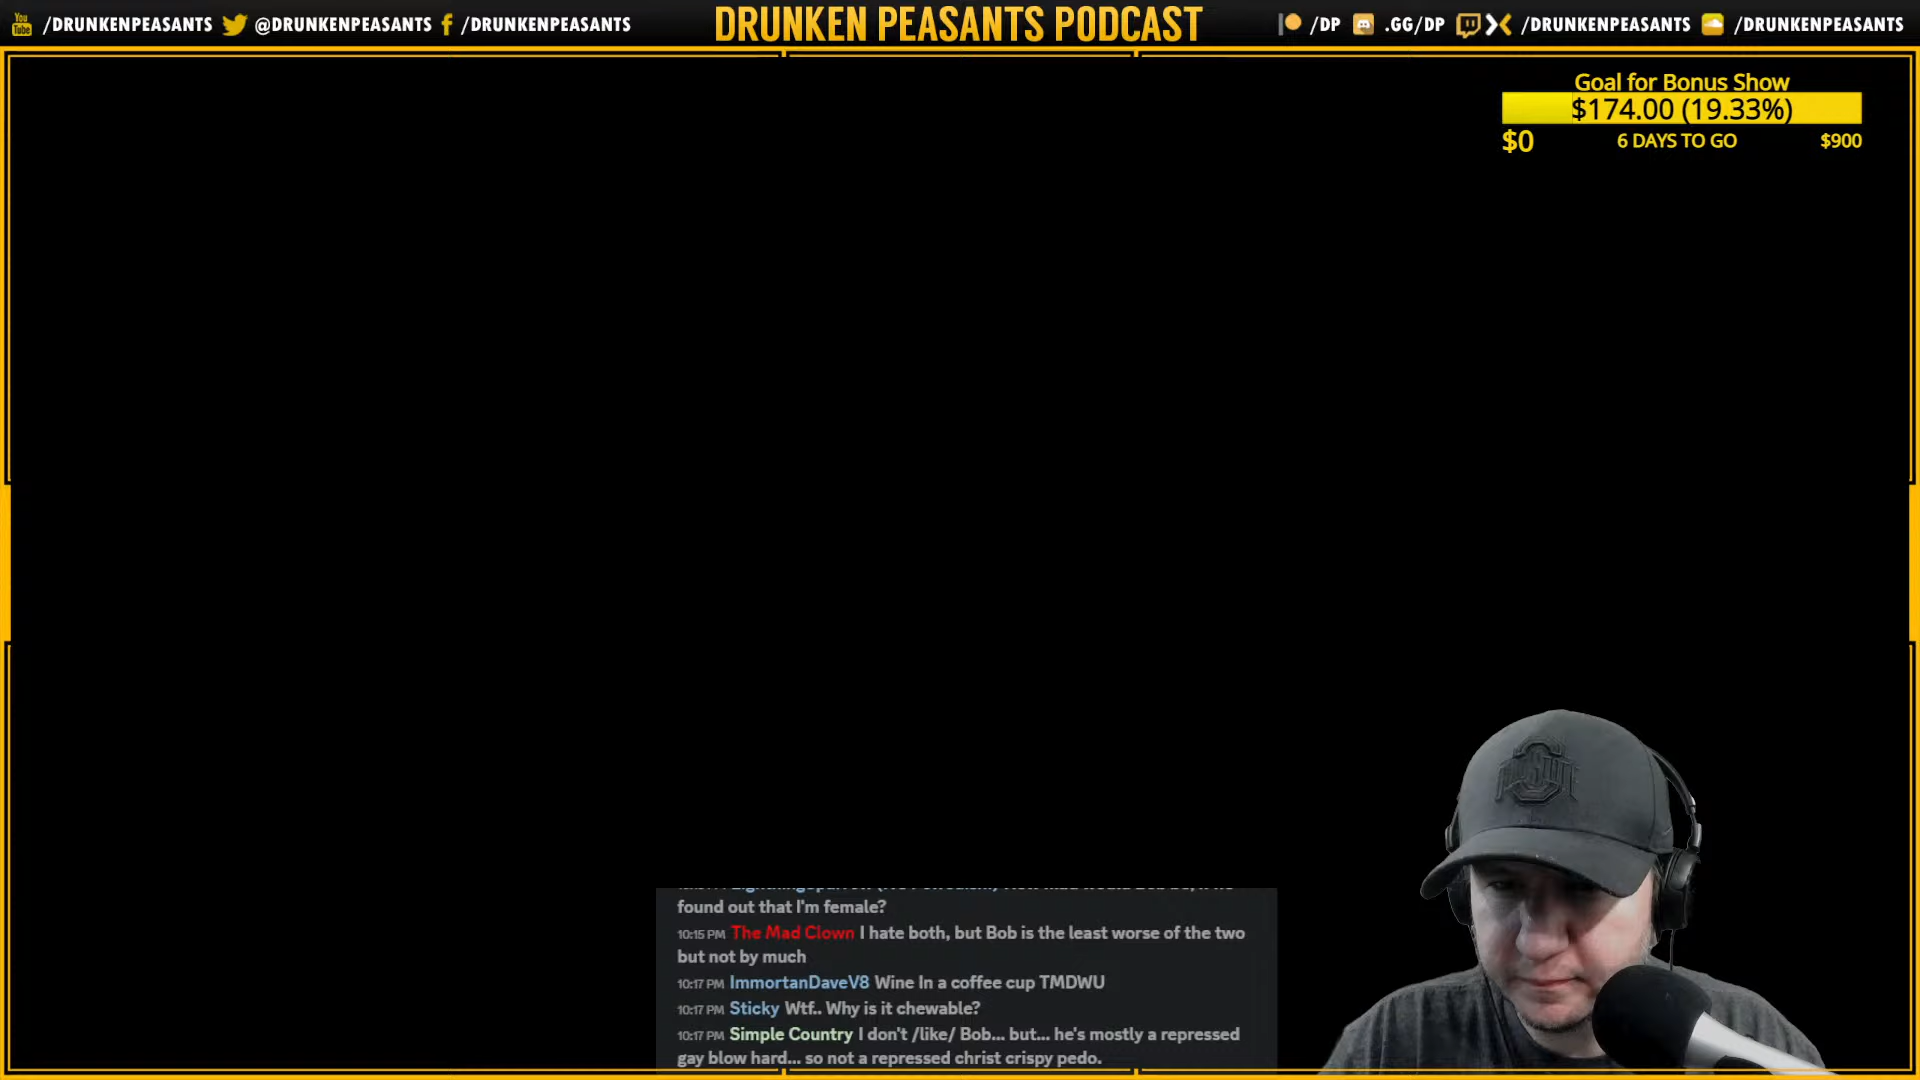 You Tube /DRUNKENPEASANTS @DRUNKENPEASANTS f /DRUNKENPEASANTS DRUNKEN PEASANTS PODCAST /DP .GG/DP /DRUNKENPEASANTS /DRUNKENPEASANTS
Goal for Bonus Show
$174.00 (19.33%)
$0 6 DAYS TO GO $900
found out that I'm female?
10:15 PM The Mad Clown I hate both, but Bob is the least worse of the two
but not by much
10:17 PM ImmortanDaveV8 Wine In a coffee cup TMDWU
10:17 PM Sticky Wtf.. Why is it chewable?
10:17 PM Simple Country I don't /like/ Bob... but... he's mostly a repressed
gay blow hard... so not a repressed christ crispy pedo.